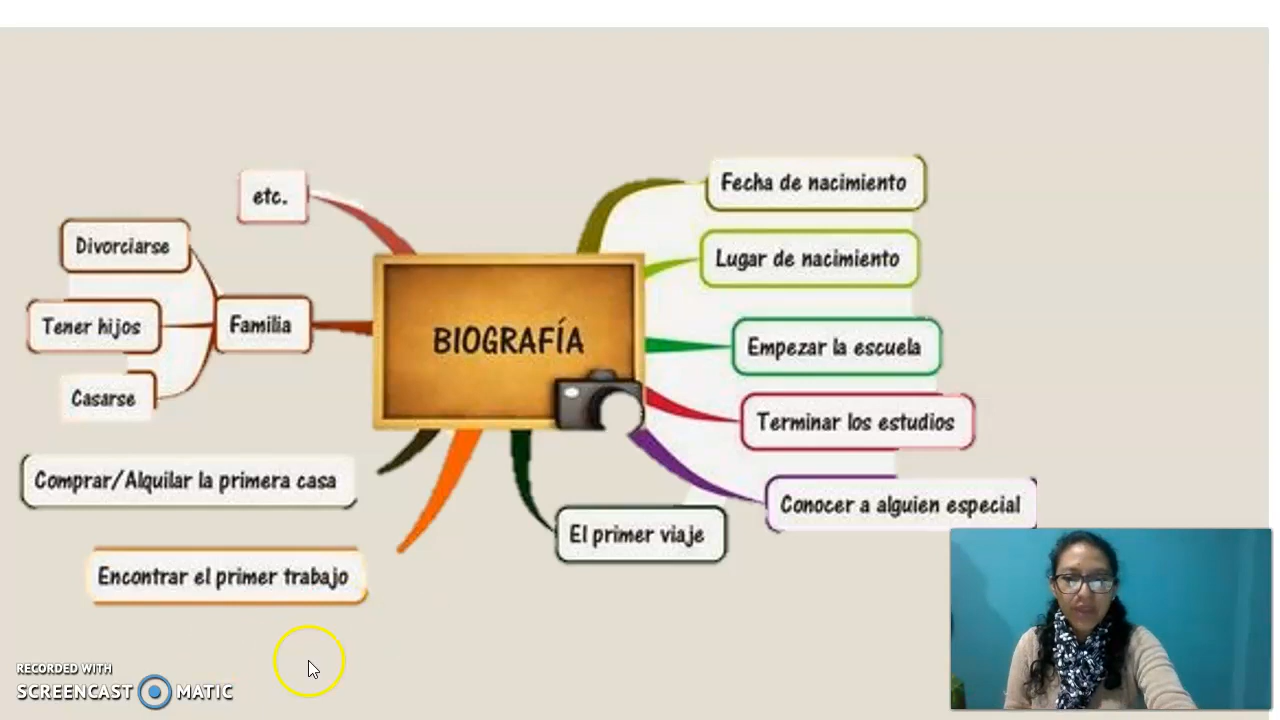 Fecha de nacimiento
etc.
Divorciarse
Lugar de nacimiento
Tener hijos
Familia
BIOGRAFÍA
Empezar la escuela
Casarse
Terminar los estudios
Comprar/Alquilar la primera casa
Conocer a alguien especial
El primer viaje
Encontrar el primer trabajo
RECORDED WITH
SCREENCAST MATIC